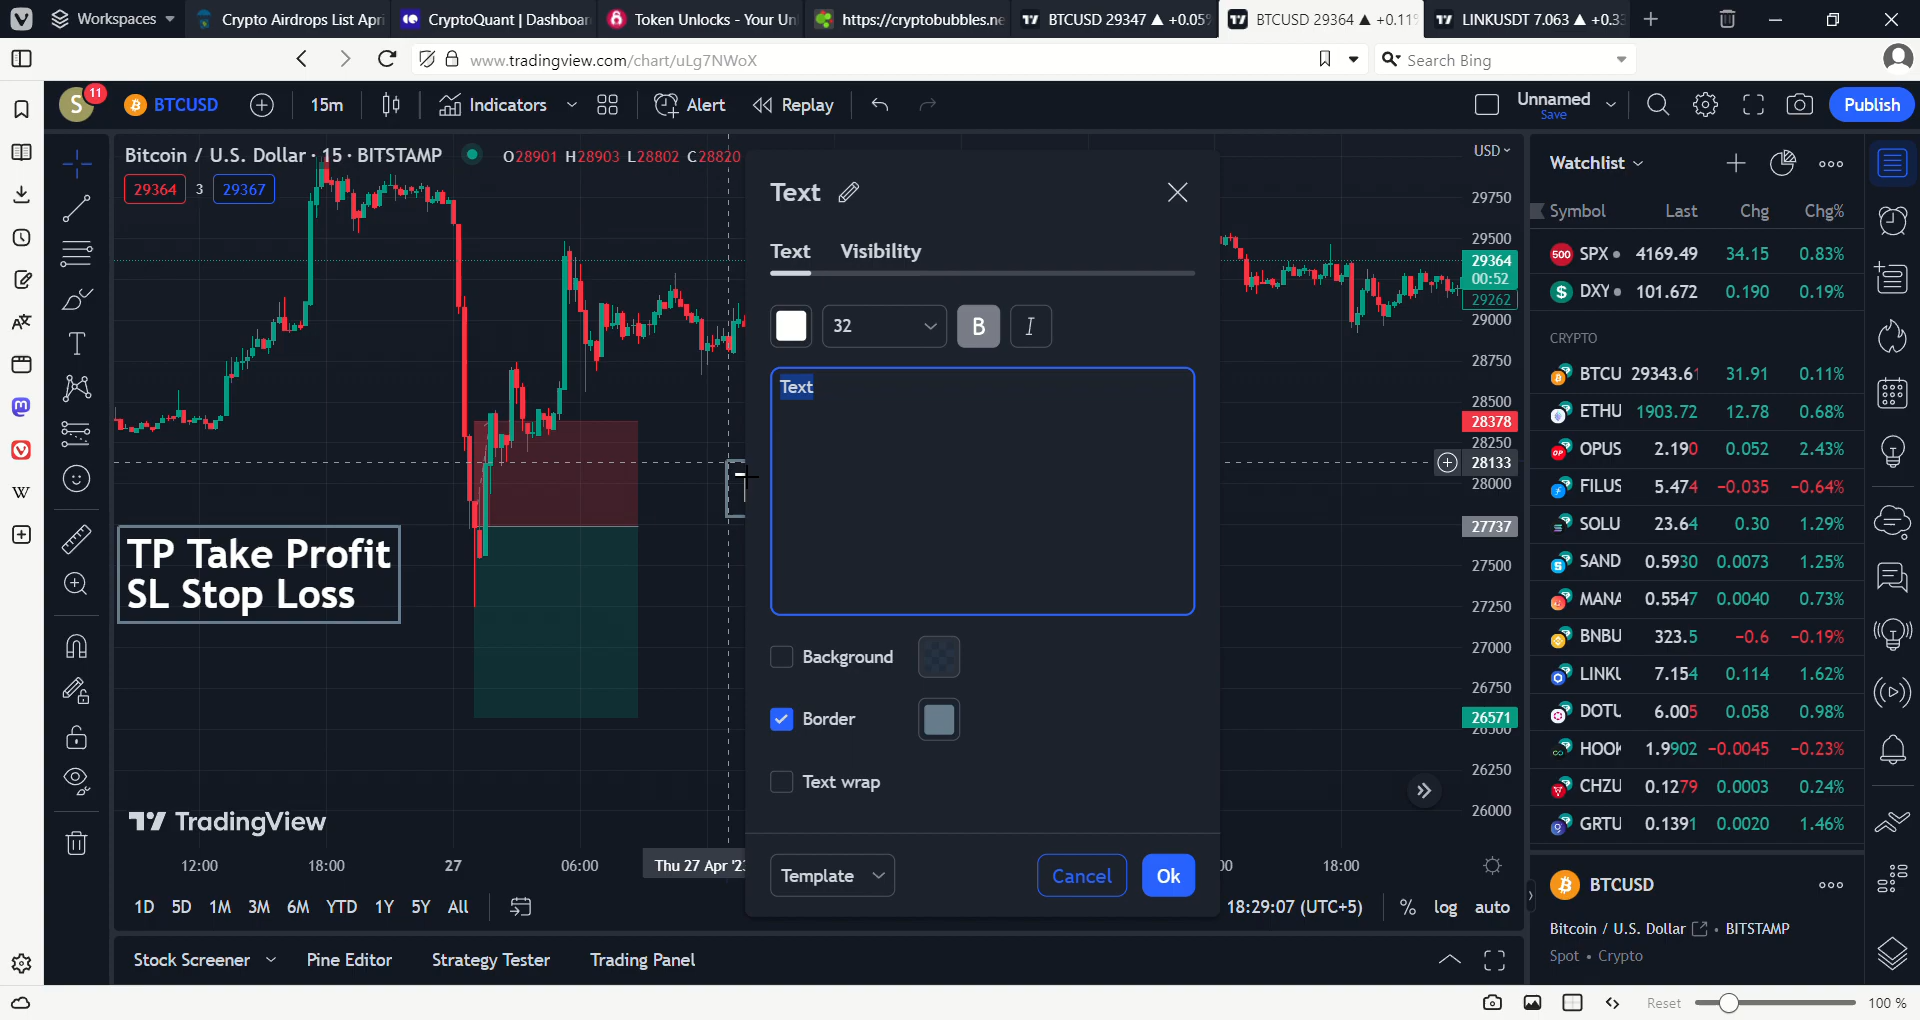 Workspaces
Crypto Airdrops List Apri
CryptoQuant | Dashboar
Token Unlocks - Your Un
https://cryptobubbles.ne
BTCUSD 29347 ▲ +0.05%
BTCUSD 29364 ▲ +0.11%
LINKUSDT 7.063 ▲ +0.33
www.tradingview.com/chart/uLg7NWoX
Search Bing
S
11
BTCUSD
15m
Indicators
Alert
Replay
Unnamed
Save
Publish
Bitcoin / U.S. Dollar · 15 · BITSTAMP
O28901 H28903 L28802 C28820
29364
3
29367
TP Take Profit
SL Stop Loss
TradingView
12:00
18:00
27
06:00
Thu 27 Apr '23
18:00
1D 5D 1M 3M 6M YTD 1Y 5Y All
18:29:07 (UTC+5)
% log auto
Stock Screener
Pine Editor
Strategy Tester
Trading Panel
Text
Text
Visibility
32
B
I
Text
Background
Border
Text wrap
Template
Cancel
Ok
USD
29750
29500
29364
00:52
29262
29000
28750
28500
28378
28250
28133
28000
27737
27500
27250
27000
26750
26571
26500
26250
26000
Watchlist
Symbol Last Chg Chg%
500 SPX 4169.49 34.15 0.83%
$ DXY 101.672 0.190 0.19%
CRYPTO
BTCU 29343.61 31.91 0.11%
ETHU 1903.72 12.78 0.68%
OPUS 2.190 0.052 2.43%
FILUS 5.474 -0.035 -0.64%
SOLU 23.64 0.30 1.29%
SAND 0.5930 0.0073 1.25%
MANA 0.5547 0.0040 0.73%
BNBU 323.5 -0.6 -0.19%
LINKU 7.154 0.114 1.62%
DOTU 6.005 0.058 0.98%
HOOK 1.9902 -0.0045 -0.23%
CHZU 0.1279 0.0003 0.24%
GRTU 0.1391 0.0020 1.46%
BTCUSD
Bitcoin / U.S. Dollar • BITSTAMP
Spot • Crypto
Reset
100 %